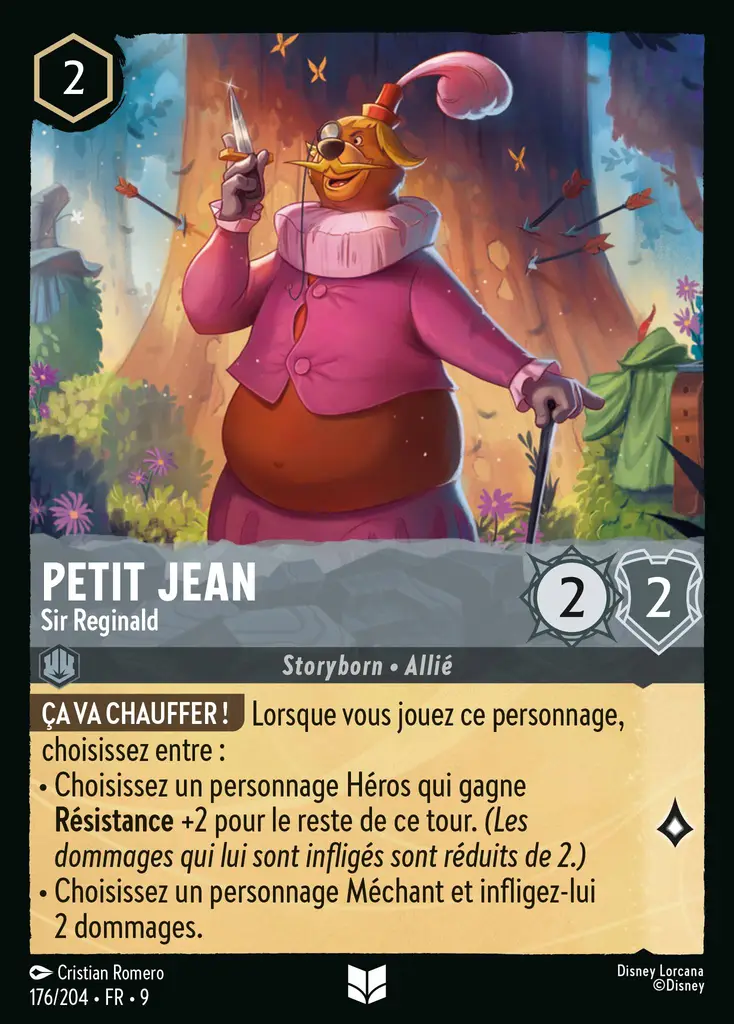 2
PETIT JEAN
Sir Reginald
2
2
Storyborn • Allié
ÇA VA CHAUFFER ! Lorsque vous jouez ce personnage,
choisissez entre :
• Choisissez un personnage Héros qui gagne
Résistance +2 pour le reste de ce tour. (Les
dommages qui lui sont infligés sont réduits de 2.)
• Choisissez un personnage Méchant et infligez-lui
2 dommages.
Cristian Romero
176/204 • FR • 9
Disney Lorcana
©Disney